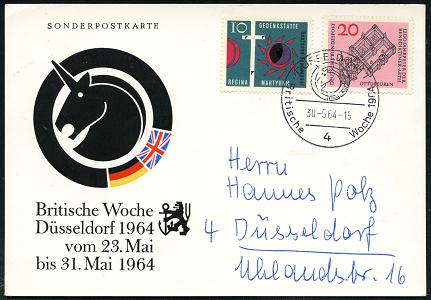 SONDERPOSTKARTE
10
GEDENKSTÄTTE
REGINA
MARTYRUM
20
OTTOBEUREN
Britische Woche 1964
30.-5.64-15
4
Britische Woche
Düsseldorf 1964
vom 23. Mai
bis 31. Mai 1964
Herrn
Hannes Polz
4 Düsseldorf
Uhlandstr. 16